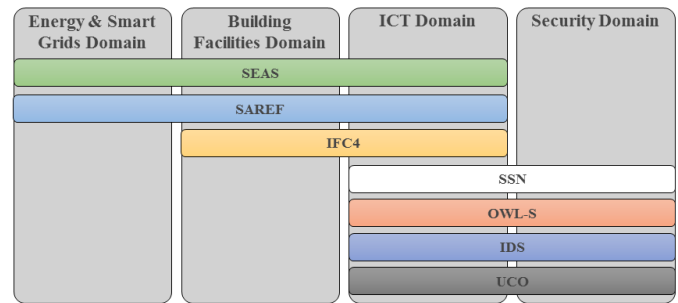 Energy & Smart
Grids Domain
Building
Facilities Domain
ICT Domain
Security Domain
SEAS
SAREF
IFC4
SSN
OWL-S
IDS
UCO